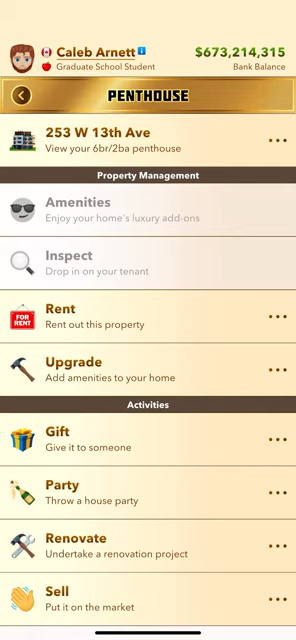 Caleb Arnett
$673,214,315
Graduate School Student
Bank Balance
PENTHOUSE
253 W 13th Ave
View your 6br/2ba penthouse
Property Management
Amenities
Enjoy your home's luxury add-ons
Inspect
Drop in on your tenant
FOR
RENT
Rent
Rent out this property
Upgrade
Add amenities to your home
Activities
Gift
Give it to someone
Party
Throw a house party
Renovate
Undertake a renovation project
Sell
Put it on the market